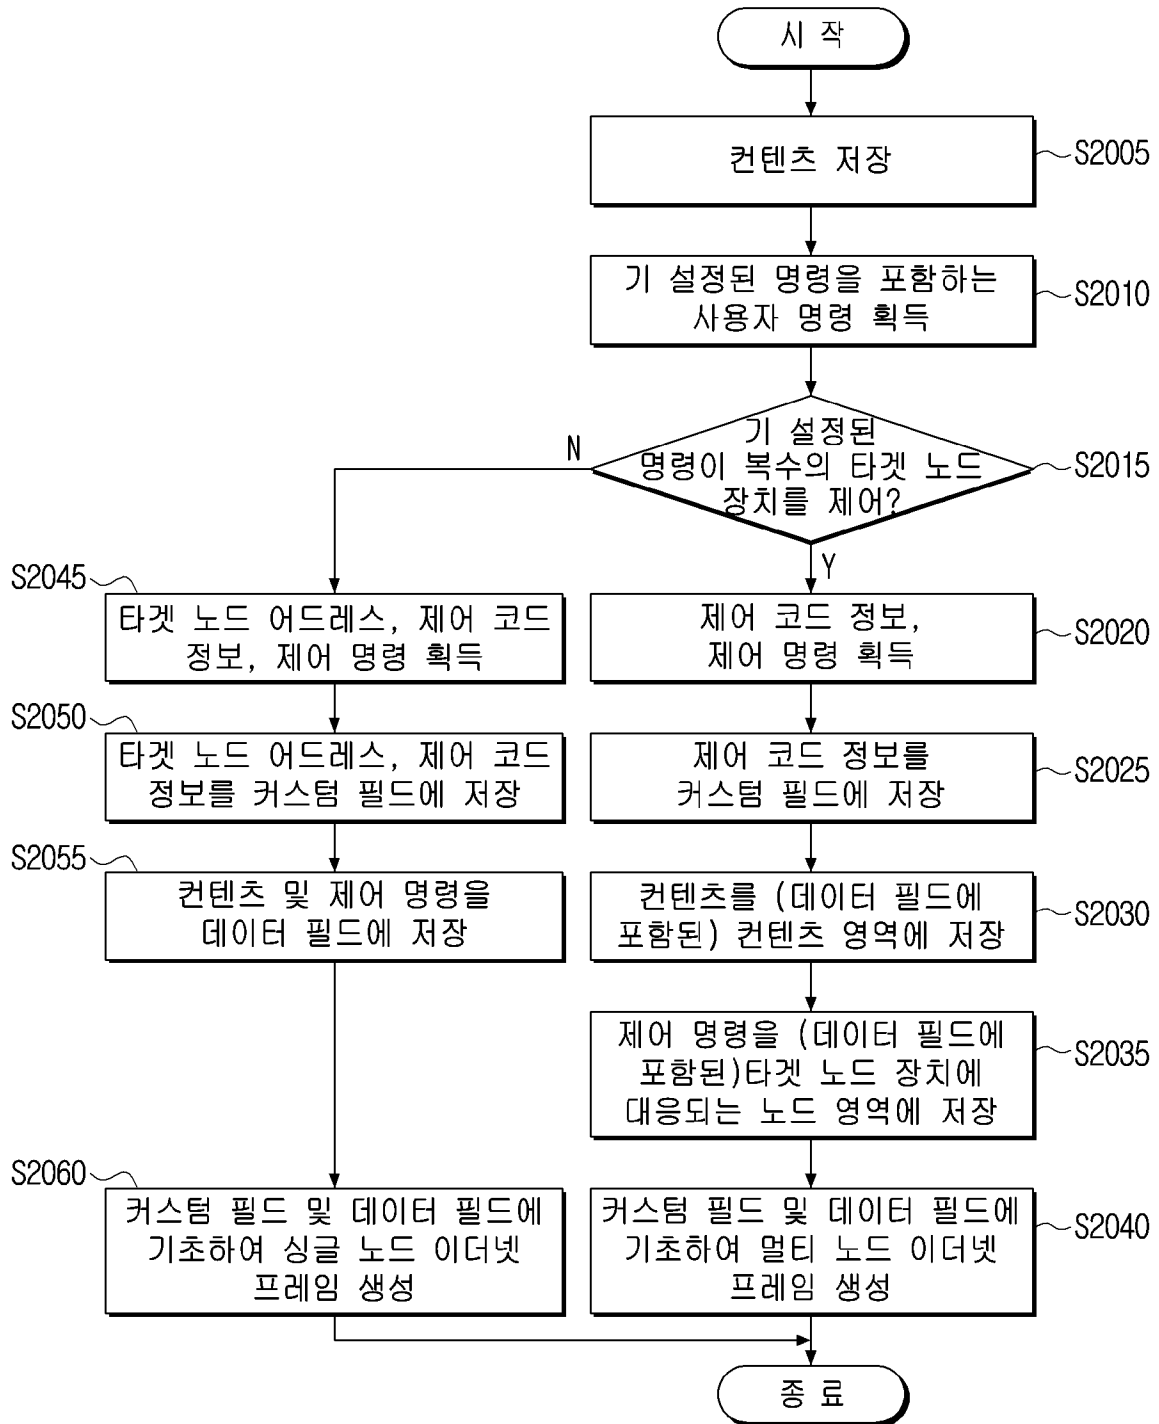 시 작
컨텐츠 저장
S2005
기 설정된 명령을 포함하는
사용자 명령 획득
S2010
기 설정된
명령이 복수의 타겟 노드
장치를 제어?
S2015
N
Y
S2045
타겟 노드 어드레스, 제어 코드
정보, 제어 명령 획득
제어 코드 정보,
제어 명령 획득
S2020
S2050
타겟 노드 어드레스, 제어 코드
정보를 커스텀 필드에 저장
제어 코드 정보를
커스텀 필드에 저장
S2025
S2055
컨텐츠 및 제어 명령을
데이터 필드에 저장
컨텐츠를 (데이터 필드에
포함된) 컨텐츠 영역에 저장
S2030
제어 명령을 (데이터 필드에
포함된)타겟 노드 장치에
대응되는 노드 영역에 저장
S2035
S2060
커스텀 필드 및 데이터 필드에
기초하여 싱글 노드 이더넷
프레임 생성
커스텀 필드 및 데이터 필드에
기초하여 멀티 노드 이더넷
프레임 생성
S2040
종 료